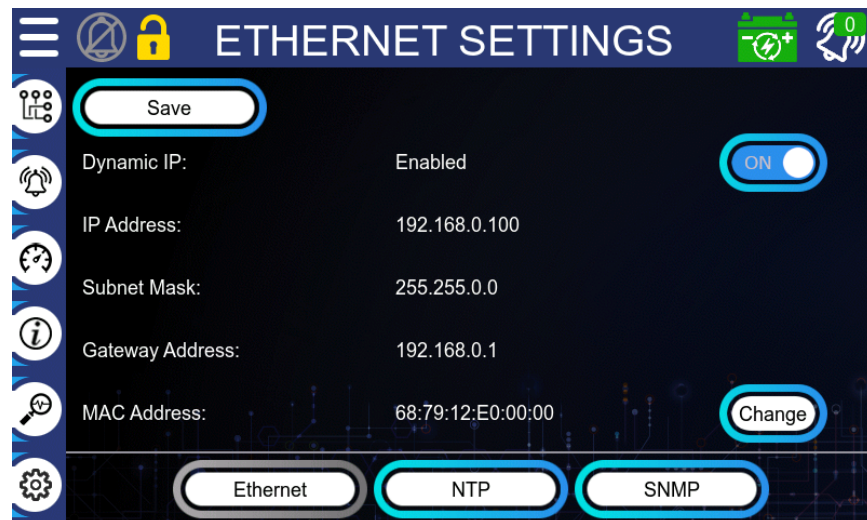 ETHERNET SETTINGS
0
Save
Dynamic IP: Enabled ON
IP Address: 192.168.0.100
Subnet Mask: 255.255.0.0
Gateway Address: 192.168.0.1
MAC Address: 68:79:12:E0:00:00 Change
Ethernet NTP SNMP